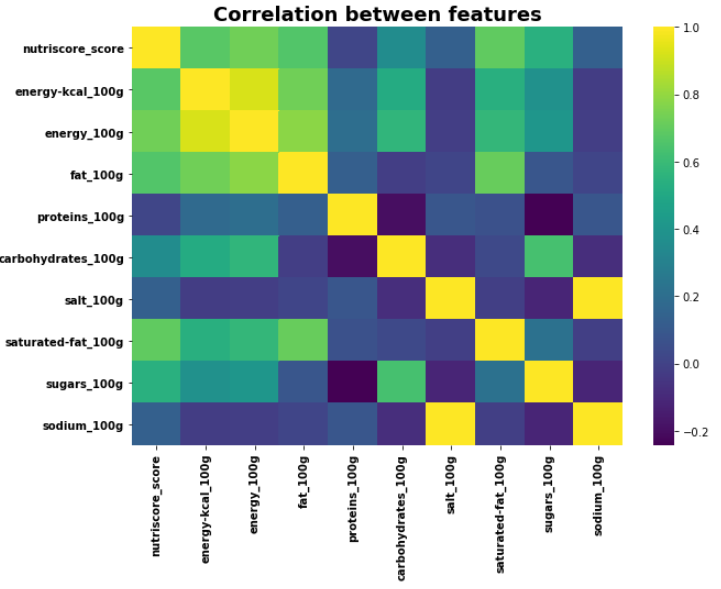 Correlation between features
nutriscore_score
energy-kcal_100g
energy_100g
fat_100g
proteins_100g
carbohydrates_100g
salt_100g
saturated-fat_100g
sugars_100g
sodium_100g
nutriscore_score
energy-kcal_100g
energy_100g
fat_100g
proteins_100g
carbohydrates_100g
salt_100g
saturated-fat_100g
sugars_100g
sodium_100g
1.0
0.8
0.6
0.4
0.2
0.0
−0.2